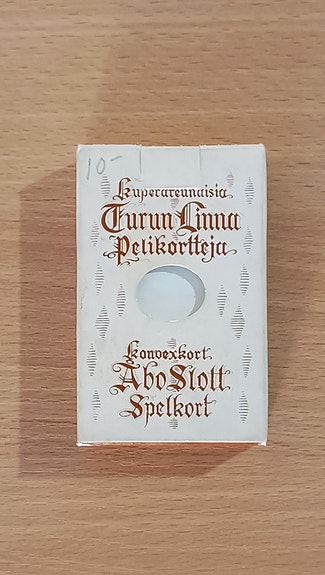 10-
Kuperareunaisia
Turun Linna
Pelikortteja
Konvexkort
Åbo Slott
Spelkort